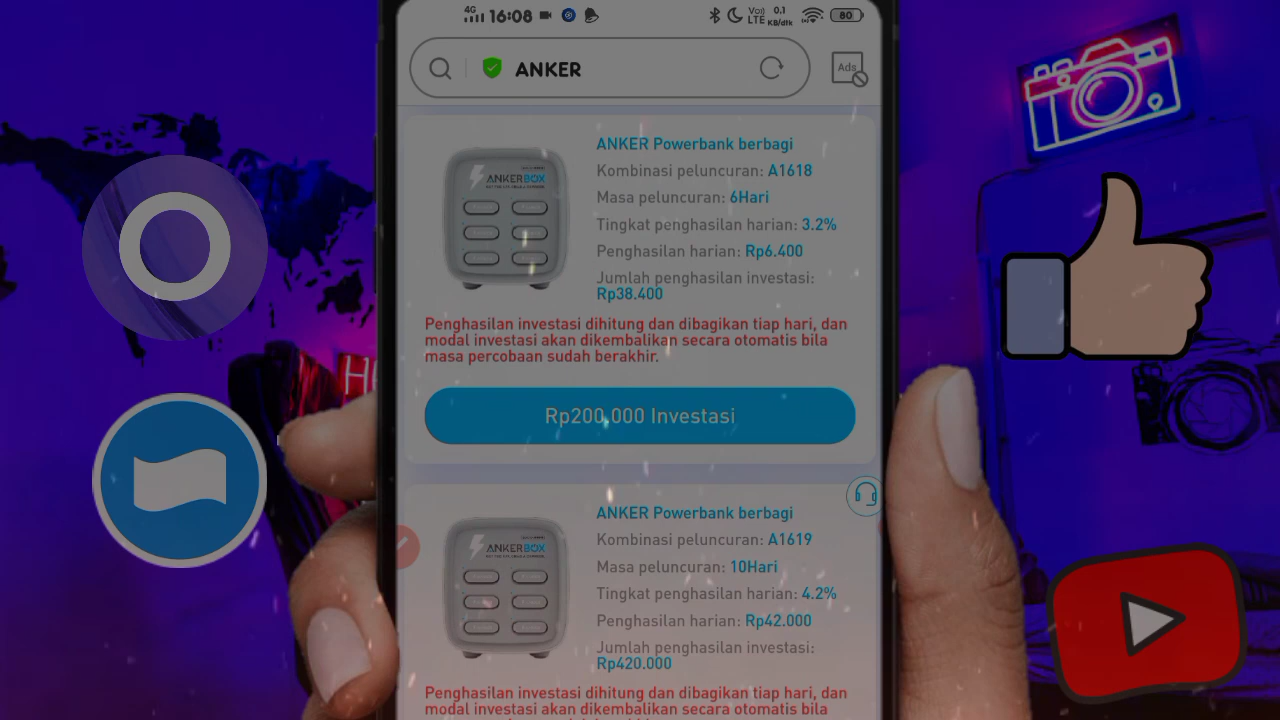 4G 16:08 Vo)) LTE 0.1 KB/dtk 80
ANKER
Ads
ANKER Powerbank berbagi
Kombinasi peluncuran: A1618
Masa peluncuran: 6Hari
Tingkat penghasilan harian: 3.2%
Penghasilan harian: Rp6.400
Jumlah penghasilan investasi:
Rp38.400
ANKERBOX
Penghasilan investasi dihitung dan dibagikan tiap hari, dan
modal investasi akan dikembalikan secara otomatis bila
masa percobaan sudah berakhir.
Rp200.000 Investasi
ANKER Powerbank berbagi
Kombinasi peluncuran: A1619
Masa peluncuran: 10Hari
Tingkat penghasilan harian: 4.2%
Penghasilan harian: Rp42.000
Jumlah penghasilan investasi:
Rp420.000
ANKERBOX
Penghasilan investasi dihitung dan dibagikan tiap hari, dan
modal investasi akan dikembalikan secara otomatis bila